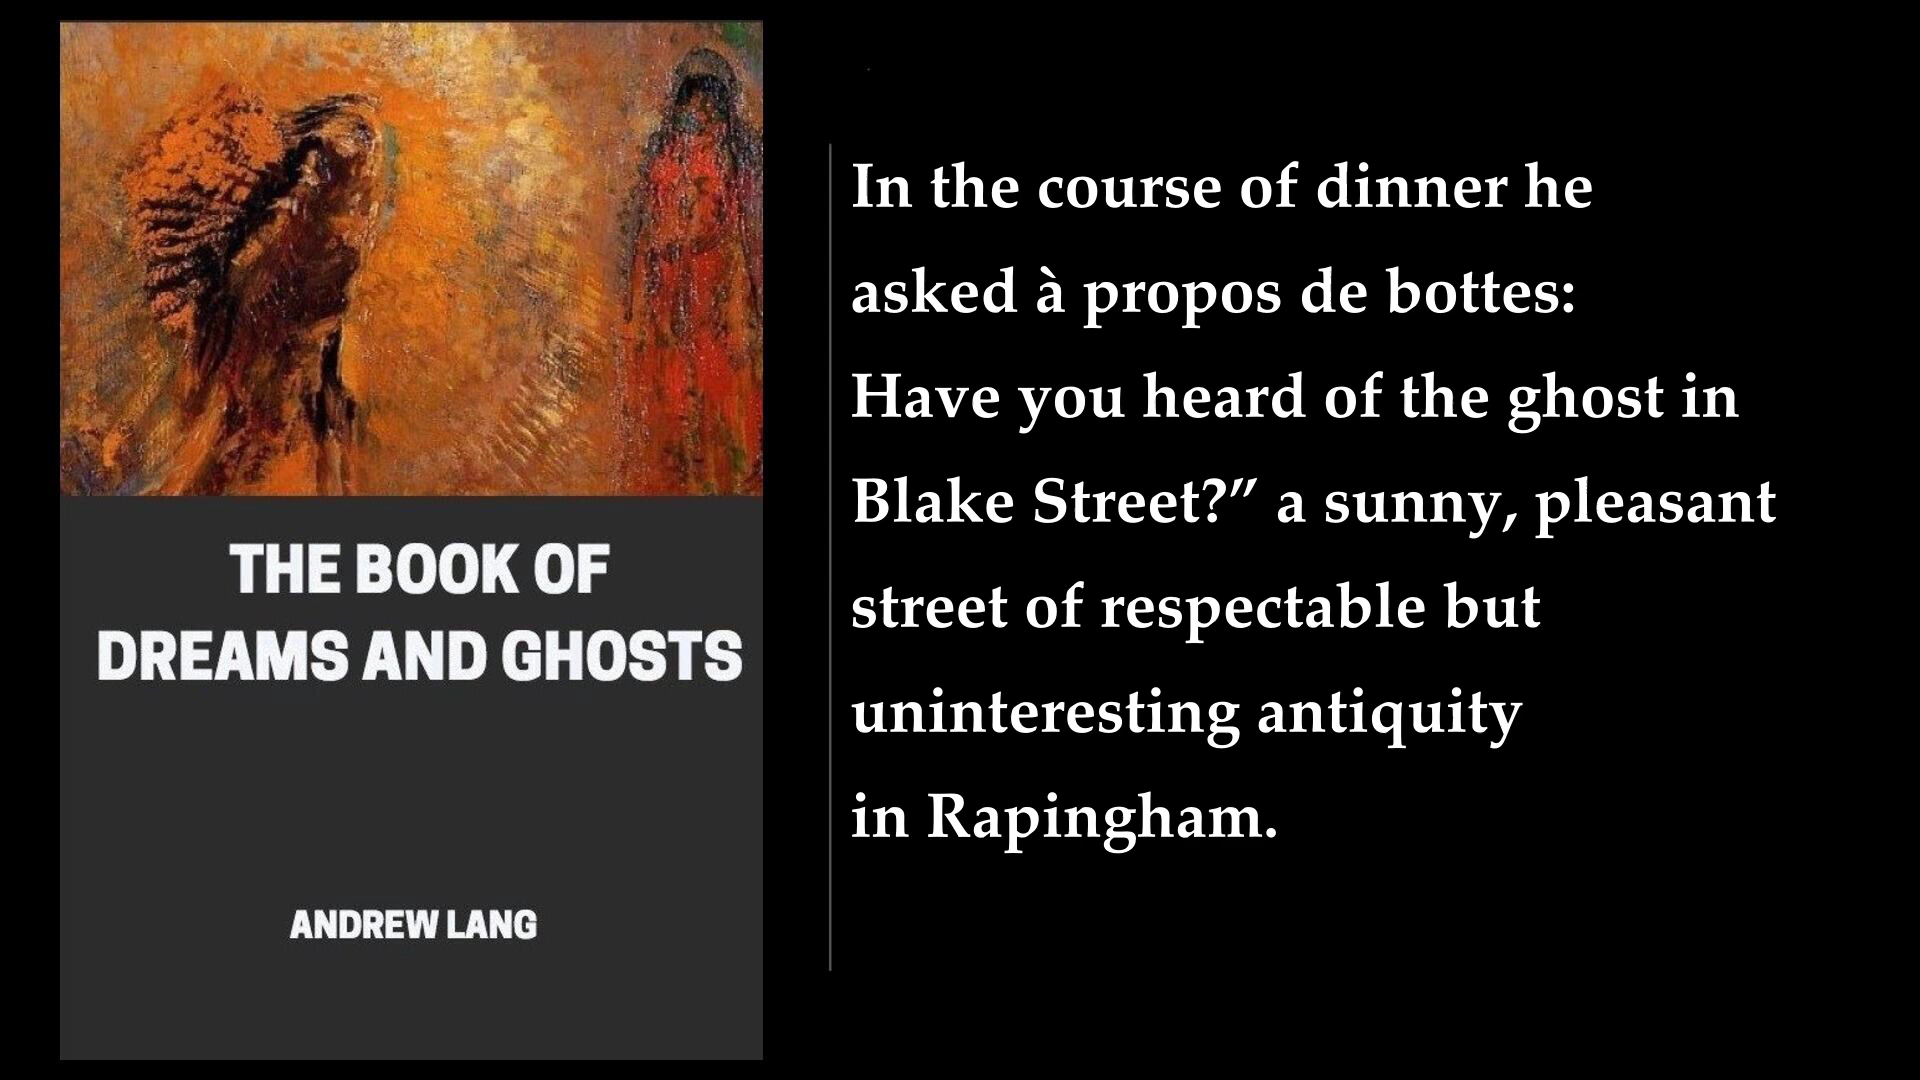 THE BOOK OF
DREAMS AND GHOSTS
ANDREW LANG
In the course of dinner he
asked à propos de bottes:
Have you heard of the ghost in
Blake Street?” a sunny, pleasant
street of respectable but
uninteresting antiquity
in Rapingham.